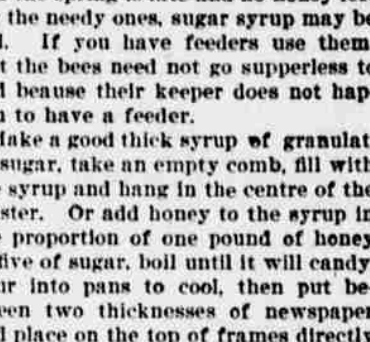 the needy ones, sugar syrup may be
If you have feeders use them
the bees need not go supperless to
beause their keeper does not hap
to have a feeder.
Make a good thick syrup of granulat
sugar, take an empty comb, fill with
syrup and hang in the centre of the
Or add honey to the syrup in
proportion of one pound of honey
five of sugar, boil until it will candy
into pans to cool, then put be
two thicknesses of newspaper
place on the top of frames directly